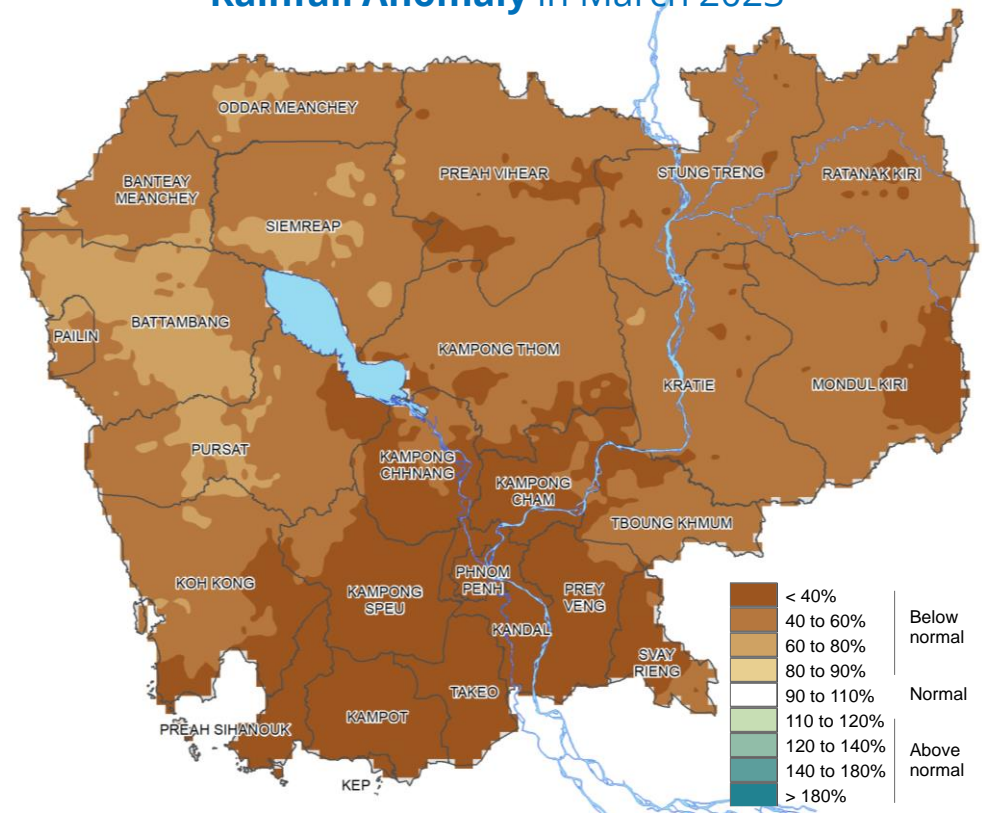 Rainfall Anomaly in March 2023
ODDAR MEANCHEY
BANTEAY
MEANCHEY
PREAH VIHEAR
STUNG TRENG
RATANAK KIRI
SIEMREAP
PAILIN
BATTAMBANG
KAMPONG THOM
KRATIE
MONDUL KIRI
PURSAT
KAMPONG
CHHNANG
KAMPONG
CHAM
TBOUNG KHMUM
KOH KONG
KAMPONG
SPEU
PHNOM
PENH
PREY
VENG
KANDAL
SVAY
RIENG
TAKEO
KAMPOT
PREAH SIHANOUK
KEP
< 40%
40 to 60%
60 to 80%
80 to 90%
Below
normal
90 to 110%
Normal
110 to 120%
120 to 140%
140 to 180%
> 180%
Above
normal